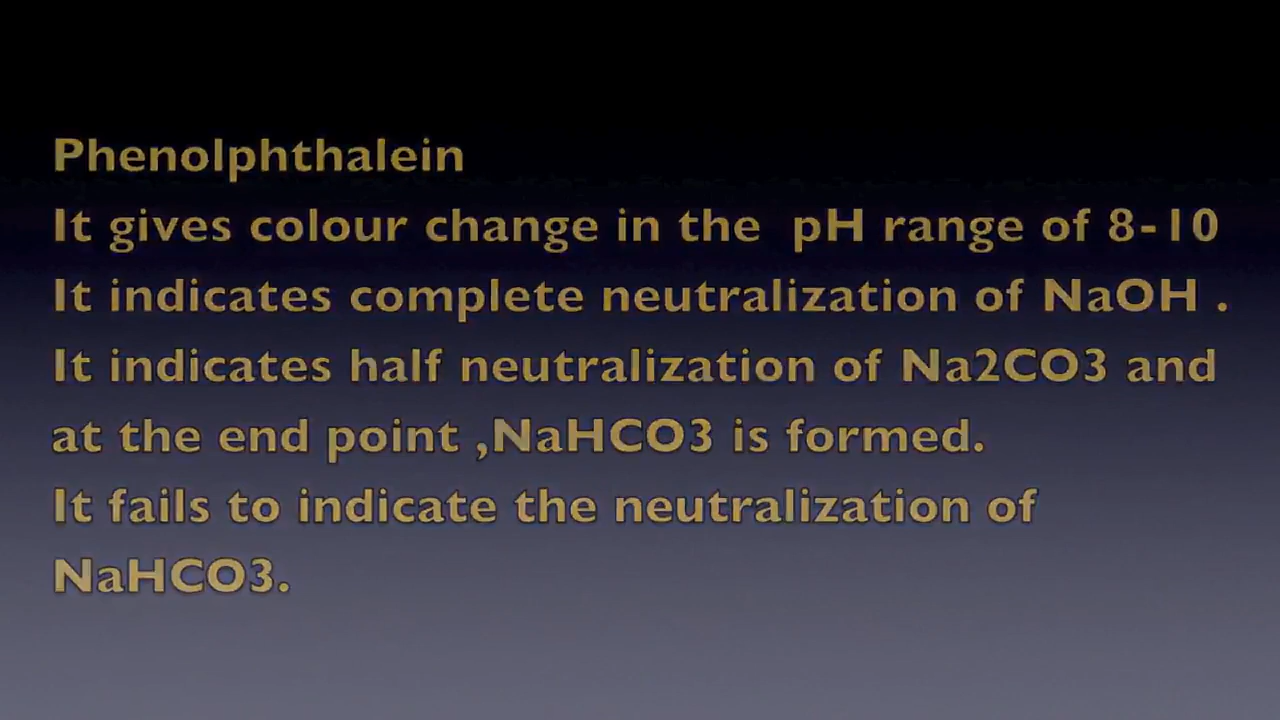 Phenolphthalein
It gives colour change in the  pH range of 8-10
It indicates complete neutralization of NaOH .
It indicates half neutralization of Na2CO3 and
at the end point ,NaHCO3 is formed.
It fails to indicate the neutralization of
NaHCO3.